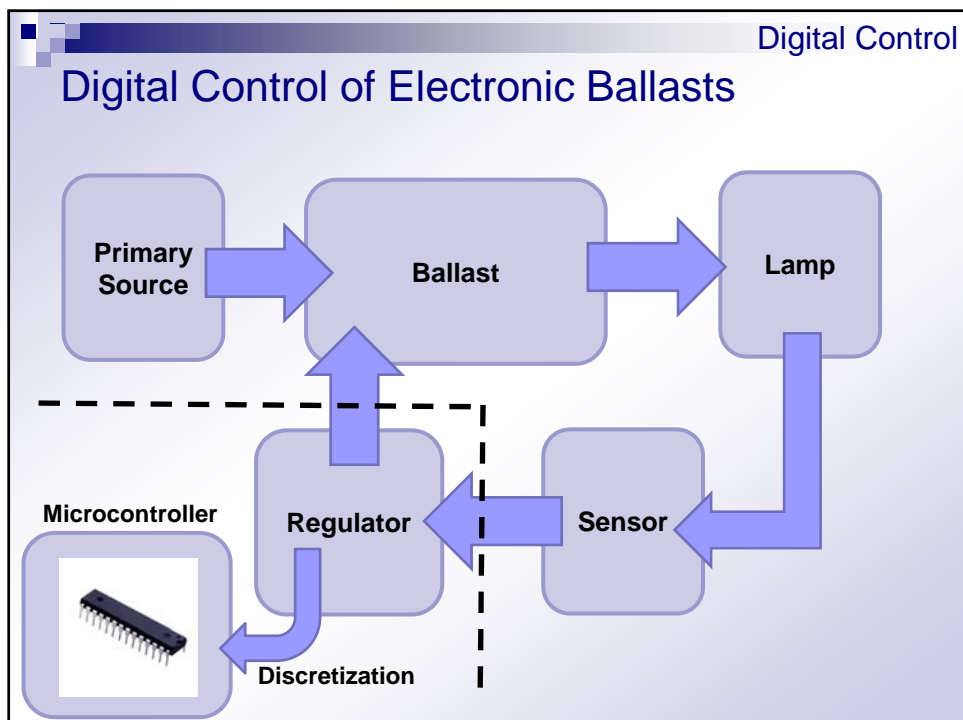 Digital Control
Digital Control of Electronic Ballasts
Primary
Source
Ballast
Lamp
Microcontroller
Regulator
Sensor
Discretization